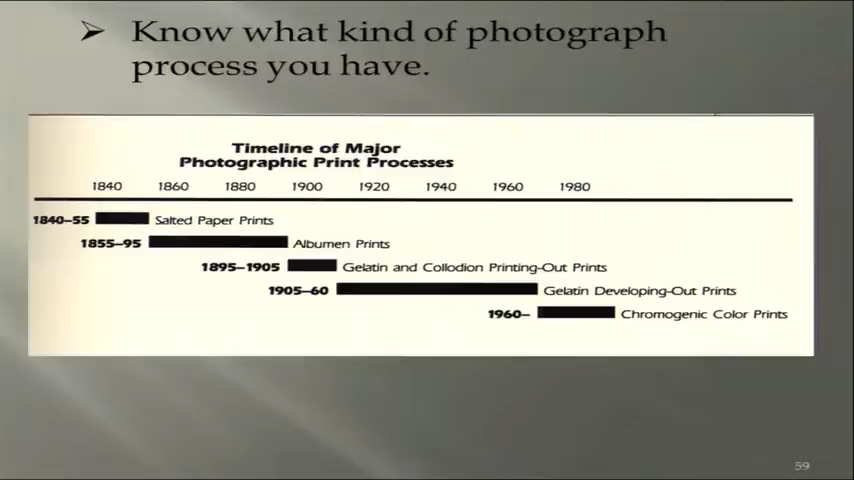 ➢ Know what kind of photograph
process you have.
Timeline of Major
Photographic Print Processes
1840 1860 1880 1900 1920 1940 1960 1980
1840–55 Salted Paper Prints
1855–95 Albumen Prints
1895–1905 Gelatin and Collodion Printing-Out Prints
1905–60 Gelatin Developing-Out Prints
1960– Chromogenic Color Prints
59